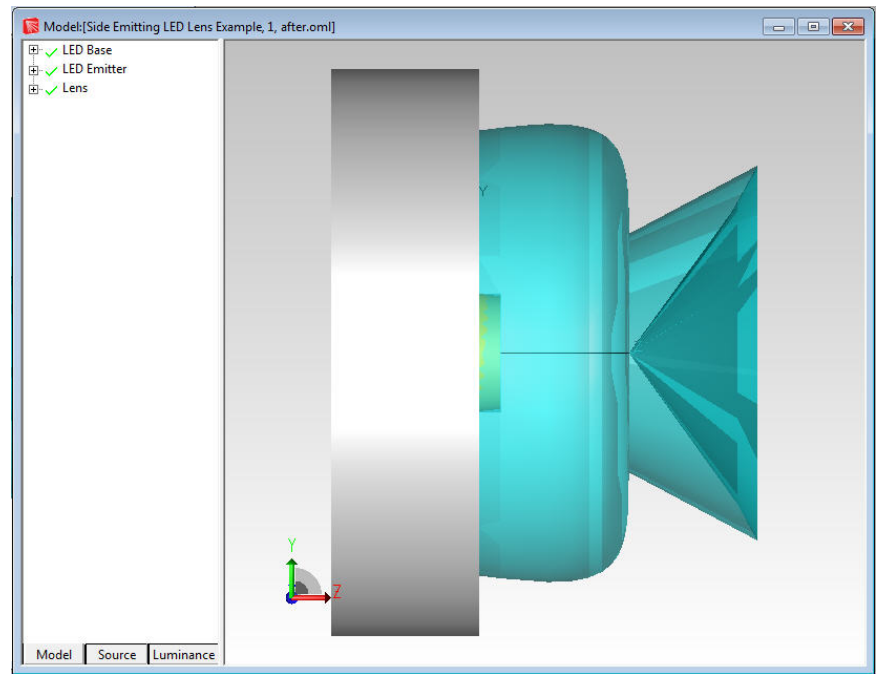 Model:[Side Emitting LED Lens Example, 1, after.oml]
LED Base
LED Emitter
Lens
Y
Y
Z
Model Source Luminance